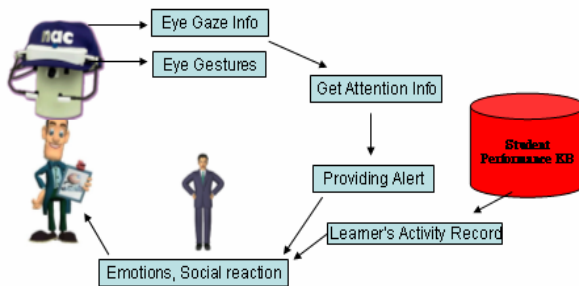 nac
Eye Gaze Info
Eye Gestures
Get Attention Info
Student
Performance KB
Providing Alert
Learner's Activity Record
Emotions, Social reaction